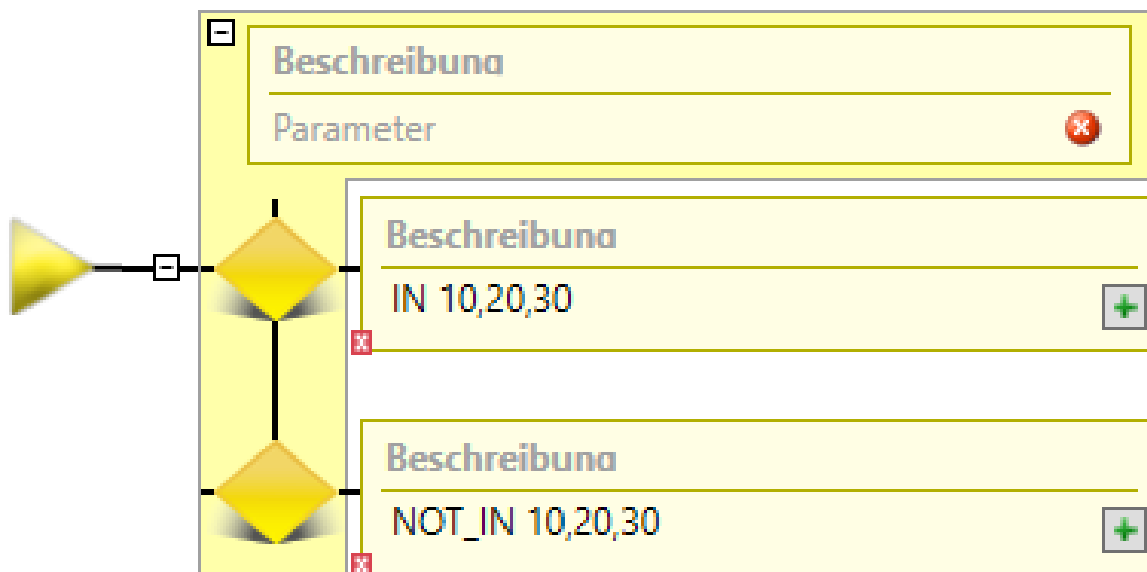 Beschreibung
Parameter
Beschreibung
IN 10,20,30
Beschreibung
NOT_IN 10,20,30